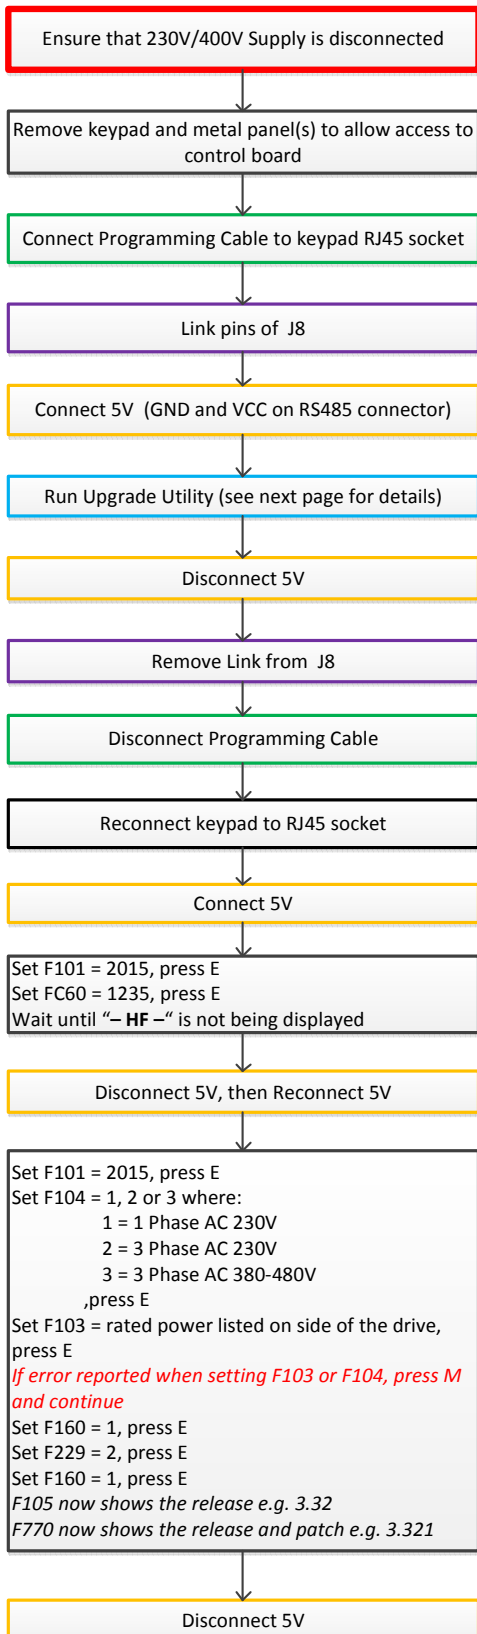 Ensure that 230V/400V Supply is disconnected
Remove keypad and metal panel(s) to allow access to
control board
Connect Programming Cable to keypad RJ45 socket
Link pins of  J8
Connect 5V  (GND and VCC on RS485 connector)
Run Upgrade Utility (see next page for details)
Disconnect 5V
Remove Link from  J8
Disconnect Programming Cable
Reconnect keypad to RJ45 socket
Connect 5V
Set F101 = 2015, press E
Set FC60 = 1235, press E
Wait until “– HF –“ is not being displayed
Disconnect 5V, then Reconnect 5V
Set F101 = 2015, press E
Set F104 = 1, 2 or 3 where:
1 = 1 Phase AC 230V
2 = 3 Phase AC 230V
3 = 3 Phase AC 380-480V
,press E
Set F103 = rated power listed on side of the drive,
press E
If error reported when setting F103 or F104, press M
and continue
Set F160 = 1, press E
Set F229 = 2, press E
Set F160 = 1, press E
F105 now shows the release e.g. 3.32
F770 now shows the release and patch e.g. 3.321
Disconnect 5V